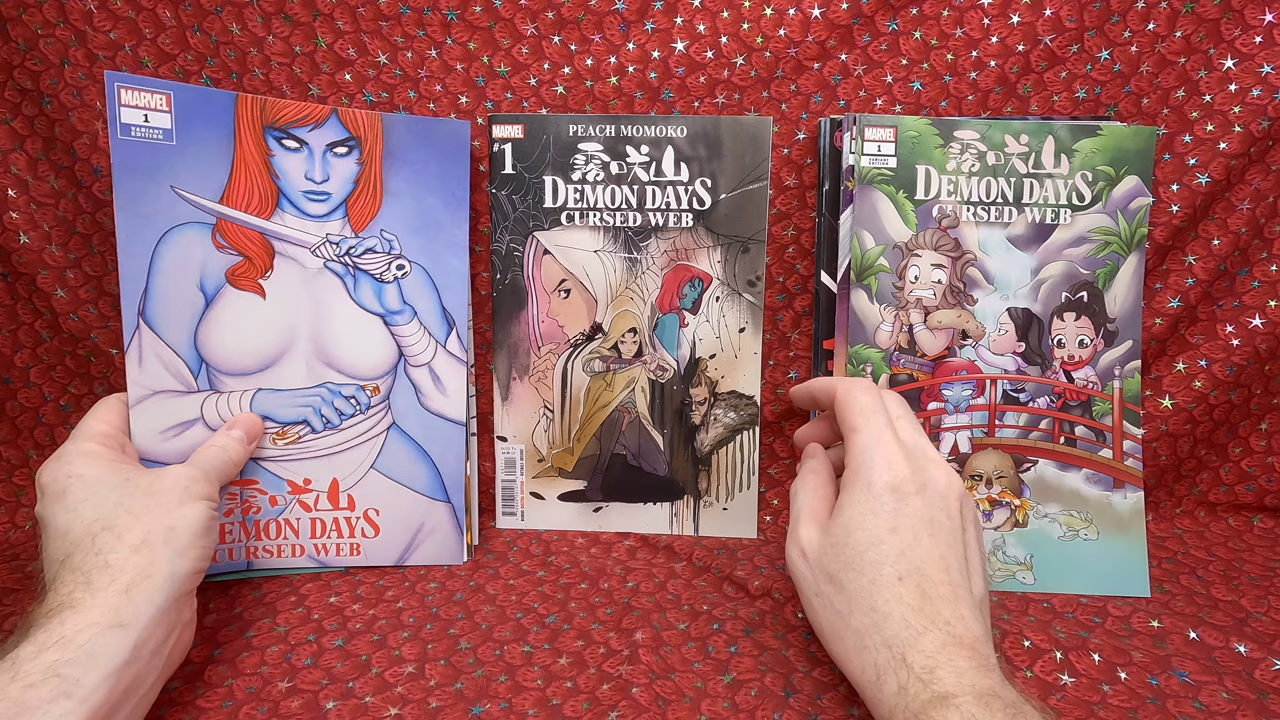 MARVEL
1
VARIANT
EDITION
霧咲山
DEMON DAYS
CURSED WEB
MARVEL
#1
PEACH MOMOKO
霧咲山
DEMON DAYS
CURSED WEB
MARVEL
1
VARIANT
EDITION
霧咲山
DEMON DAYS
CURSED WEB